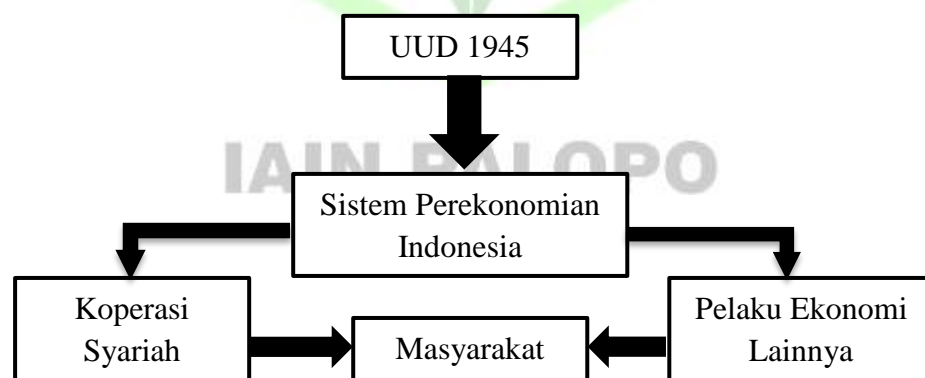 UUD 1945
IAIN PALOPO
Sistem Perekonomian
Indonesia
Koperasi
Syariah
Masyarakat
Pelaku Ekonomi
Lainnya